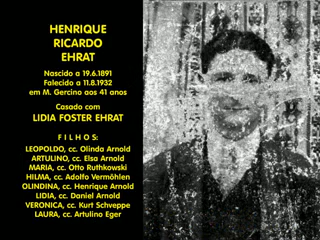 HENRIQUE
RICARDO
EHRAT
Nascido a 19.6.1891
Falecido a 11.8.1932
em M. Gercino aos 41 anos
Casado com
LIDIA FOSTER EHRAT
F I L H O S:
LEOPOLDO, cc. Olinda Arnold
ARTULINO, cc. Elsa Arnold
MARIA, cc. Otto Ruthkowski
HILMA, cc. Adolfo Vermöhlen
OLINDINA, cc. Henrique Arnold
LIDIA, cc. Daniel Arnold
VERONICA, cc. Kurt Schveppe
LAURA, cc. Artulino Eger